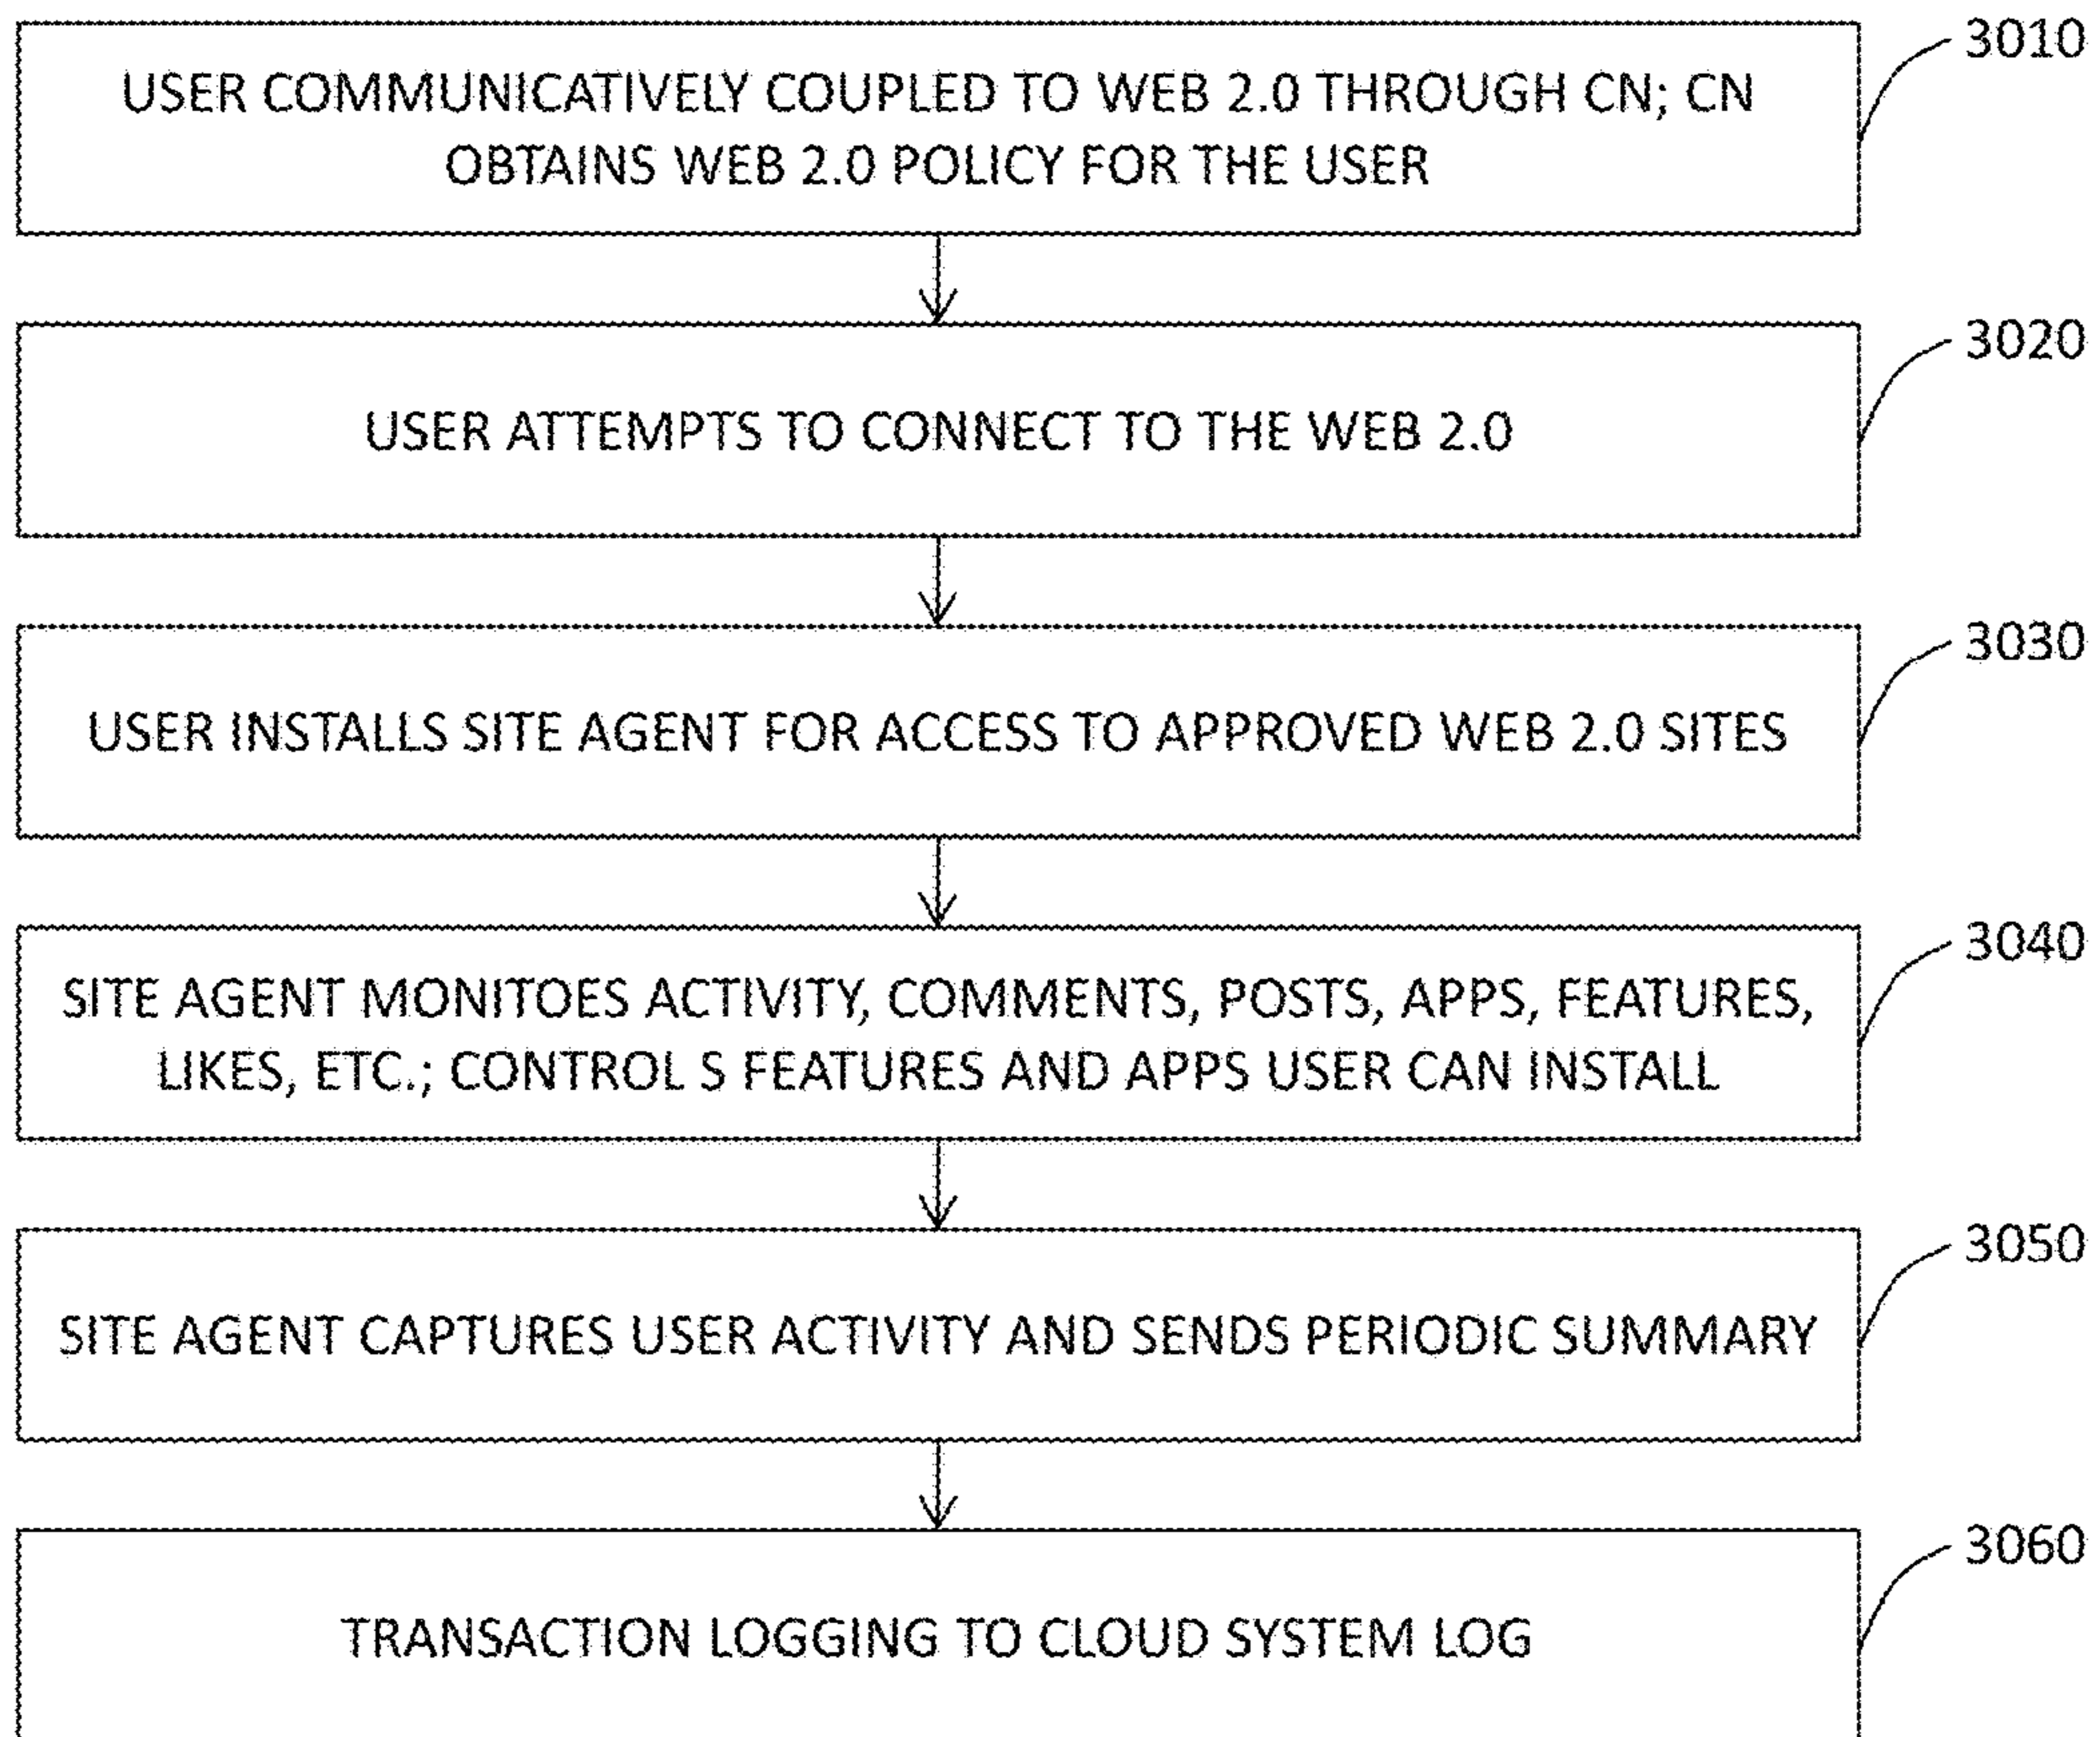 3010
USER COMMUNICATIVELY COUPLED TO WEB 2.0 THROUGH CN; CN
OBTAINS WEB 2.0 POLICY FOR THE USER
3020
USER ATTEMPTS TO CONNECT TO THE WEB 2.0
3030
USER INSTALLS SITE AGENT FOR ACCESS TO APPROVED WEB 2.0 SITES
3040
SITE AGENT MONITOES ACTIVITY, COMMENTS, POSTS, APPS, FEATURES,
LIKES, ETC.; CONTROL S FEATURES AND APPS USER CAN INSTALL
3050
SITE AGENT CAPTURES USER ACTIVITY AND SENDS PERIODIC SUMMARY
3060
TRANSACTION LOGGING TO CLOUD SYSTEM LOG